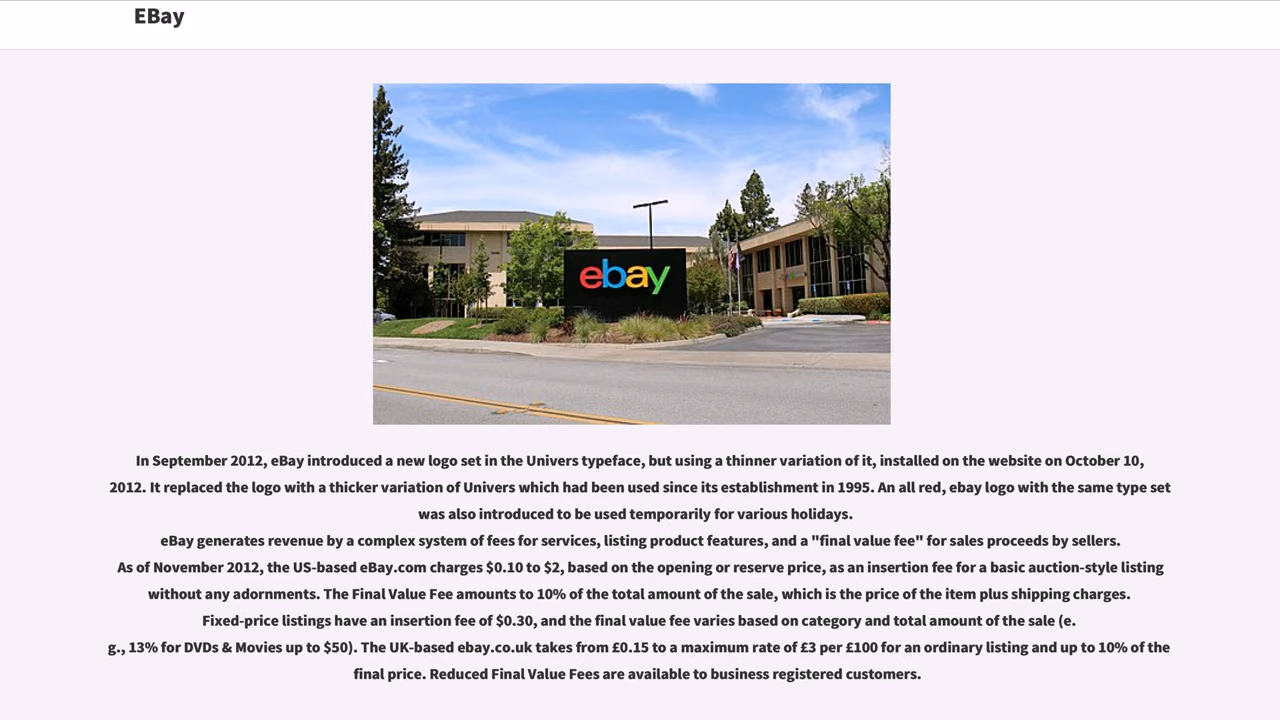 EBay
ebay
In September 2012, eBay introduced a new logo set in the Univers typeface, but using a thinner variation of it, installed on the website on October 10,
2012. It replaced the logo with a thicker variation of Univers which had been used since its establishment in 1995. An all red, ebay logo with the same type set
was also introduced to be used temporarily for various holidays.
eBay generates revenue by a complex system of fees for services, listing product features, and a "final value fee" for sales proceeds by sellers.
As of November 2012, the US-based eBay.com charges $0.10 to $2, based on the opening or reserve price, as an insertion fee for a basic auction-style listing
without any adornments. The Final Value Fee amounts to 10% of the total amount of the sale, which is the price of the item plus shipping charges.
Fixed-price listings have an insertion fee of $0.30, and the final value fee varies based on category and total amount of the sale (e.
g., 13% for DVDs & Movies up to $50). The UK-based ebay.co.uk takes from £0.15 to a maximum rate of £3 per £100 for an ordinary listing and up to 10% of the
final price. Reduced Final Value Fees are available to business registered customers.